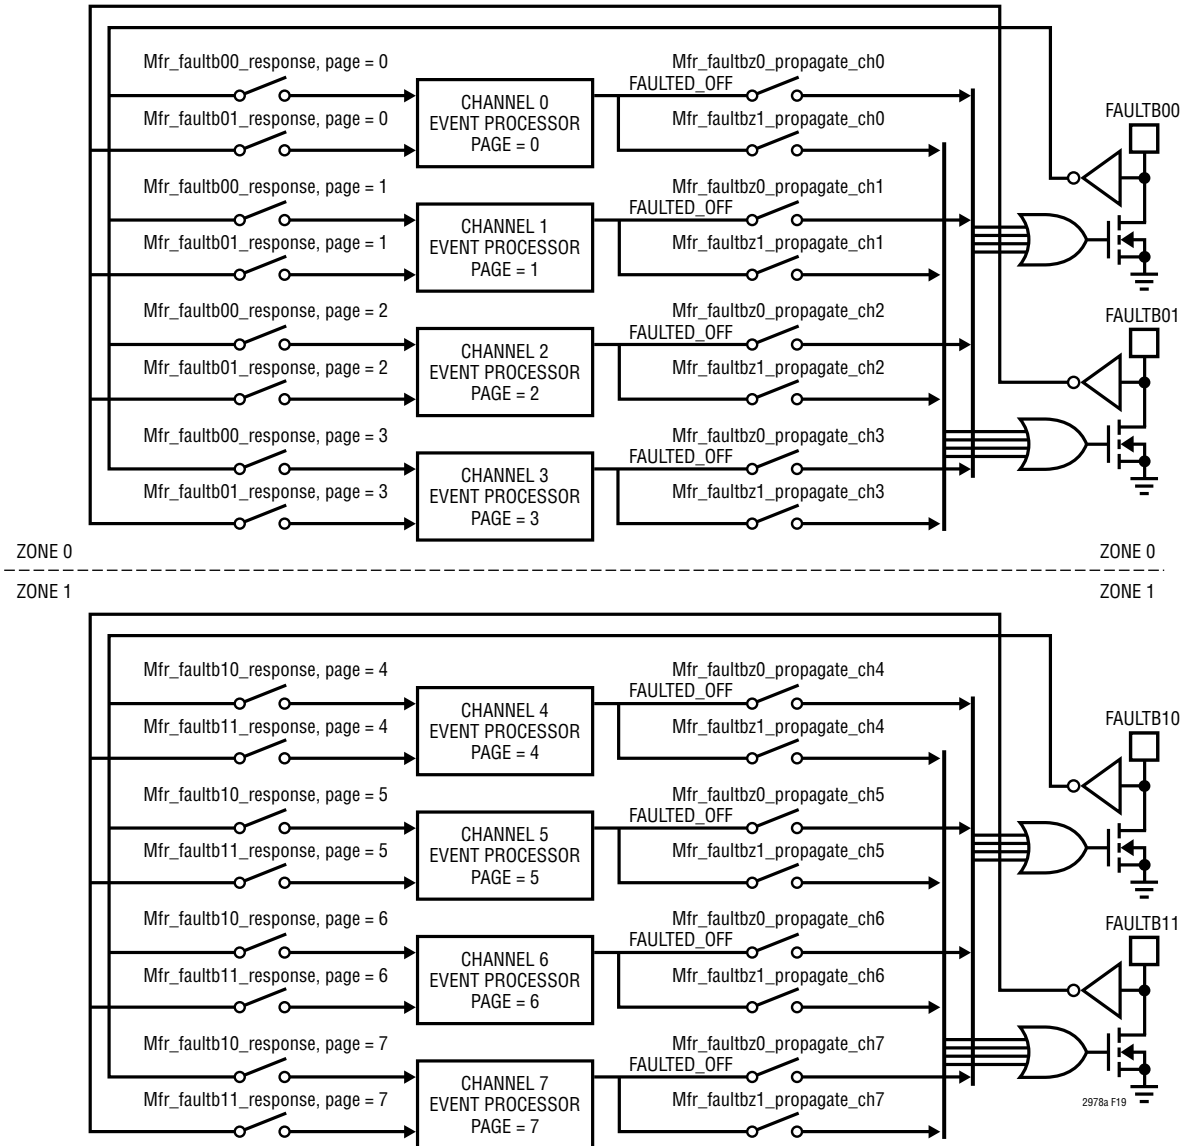 Mfr_faultb00_response, page = 0
Mfr_faultbz0_propagate_ch0
FAULTED_OFF
CHANNEL 0
EVENT PROCESSOR
PAGE = 0
Mfr_faultb01_response, page = 0
Mfr_faultbz1_propagate_ch0
FAULTB00
Mfr_faultb00_response, page = 1
Mfr_faultbz0_propagate_ch1
FAULTED_OFF
CHANNEL 1
EVENT PROCESSOR
PAGE = 1
Mfr_faultb01_response, page = 1
Mfr_faultbz1_propagate_ch1
Mfr_faultb00_response, page = 2
Mfr_faultbz0_propagate_ch2
FAULTED_OFF
FAULTB01
CHANNEL 2
EVENT PROCESSOR
PAGE = 2
Mfr_faultb01_response, page = 2
Mfr_faultbz1_propagate_ch2
Mfr_faultb00_response, page = 3
Mfr_faultbz0_propagate_ch3
FAULTED_OFF
CHANNEL 3
EVENT PROCESSOR
PAGE = 3
Mfr_faultb01_response, page = 3
Mfr_faultbz1_propagate_ch3
ZONE 0
ZONE 0
ZONE 1
ZONE 1
Mfr_faultb10_response, page = 4
Mfr_faultbz0_propagate_ch4
FAULTED_OFF
CHANNEL 4
EVENT PROCESSOR
PAGE = 4
Mfr_faultb11_response, page = 4
Mfr_faultbz1_propagate_ch4
FAULTB10
Mfr_faultb10_response, page = 5
Mfr_faultbz0_propagate_ch5
FAULTED_OFF
CHANNEL 5
EVENT PROCESSOR
PAGE = 5
Mfr_faultb11_response, page = 5
Mfr_faultbz1_propagate_ch5
Mfr_faultb10_response, page = 6
Mfr_faultbz0_propagate_ch6
FAULTED_OFF
FAULTB11
CHANNEL 6
EVENT PROCESSOR
PAGE = 6
Mfr_faultb11_response, page = 6
Mfr_faultbz1_propagate_ch6
Mfr_faultb10_response, page = 7
Mfr_faultbz0_propagate_ch7
FAULTED_OFF
CHANNEL 7
EVENT PROCESSOR
PAGE = 7
Mfr_faultb11_response, page = 7
Mfr_faultbz1_propagate_ch7
2978a F19